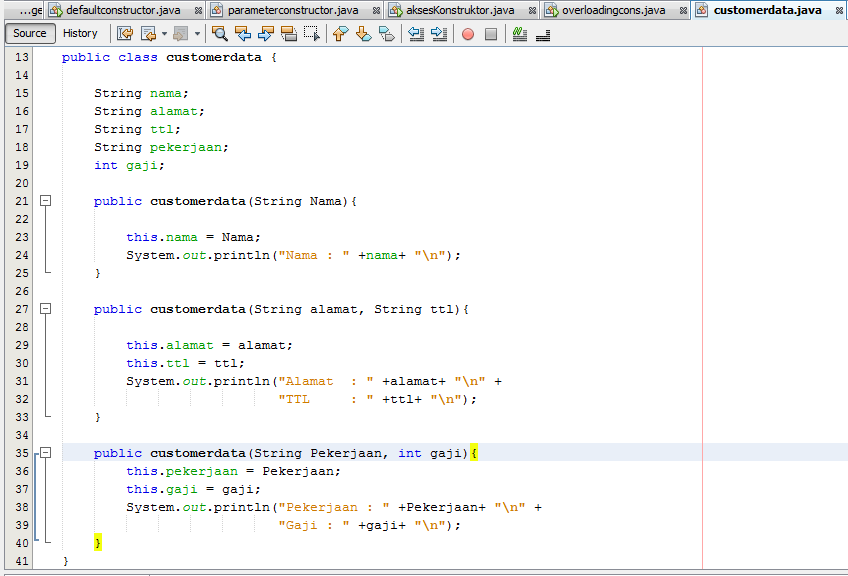 ...ge defaultconstructor.java parameterconstructor.java aksesKonstruktor.java overloadingcons.java customerdata.java
Source History
13 public class customerdata {
14
15 String nama;
16 String alamat;
17 String ttl;
18 String pekerjaan;
19 int gaji;
20
21 public customerdata(String Nama){
22
23 this.nama = Nama;
24 System.out.println("Nama : " +nama+ "\n");
25 }
26
27 public customerdata(String alamat, String ttl){
28
29 this.alamat = alamat;
30 this.ttl = ttl;
31 System.out.println("Alamat  : " +alamat+ "\n" +
32 "TTL     : " +ttl+ "\n");
33 }
34
35 public customerdata(String Pekerjaan, int gaji){
36 this.pekerjaan = Pekerjaan;
37 this.gaji = gaji;
38 System.out.println("Pekerjaan : " +Pekerjaan+ "\n" +
39 "Gaji : " +gaji+ "\n");
40 }
41 }